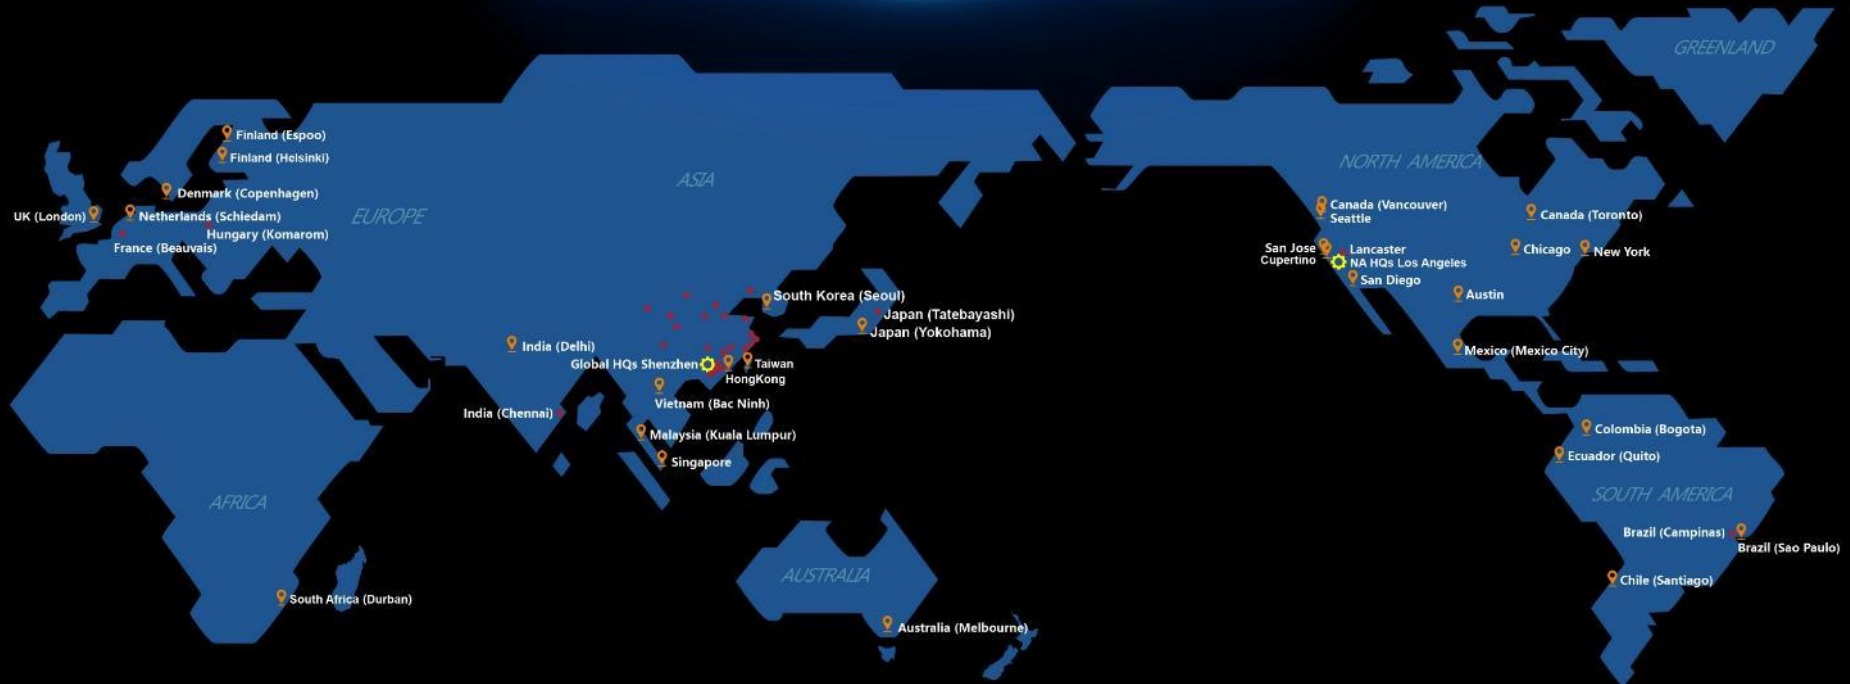 GREENLAND
Finland (Espoo)
Finland (Helsinki)
NORTH AMERICA
ASIA
Denmark (Copenhagen)
UK (London)
Netherlands (Schiedam)
EUROPE
Hungary (Komarom)
France (Beauvais)
Canada (Vancouver)
Seattle
Canada (Toronto)
San Jose
Cupertino
Lancaster
NA HQs Los Angeles
San Diego
Chicago
New York
Austin
South Korea (Seoul)
Japan (Tatebayashi)
Japan (Yokohama)
India (Delhi)
Global HQs Shenzhen
Taiwan
HongKong
Mexico (Mexico City)
Vietnam (Bac Ninh)
India (Chennai)
Malaysia (Kuala Lumpur)
Singapore
Colombia (Bogota)
Ecuador (Quito)
AFRICA
SOUTH AMERICA
Brazil (Campinas)
Brazil (Sao Paulo)
AUSTRALIA
Chile (Santiago)
South Africa (Durban)
Australia (Melbourne)